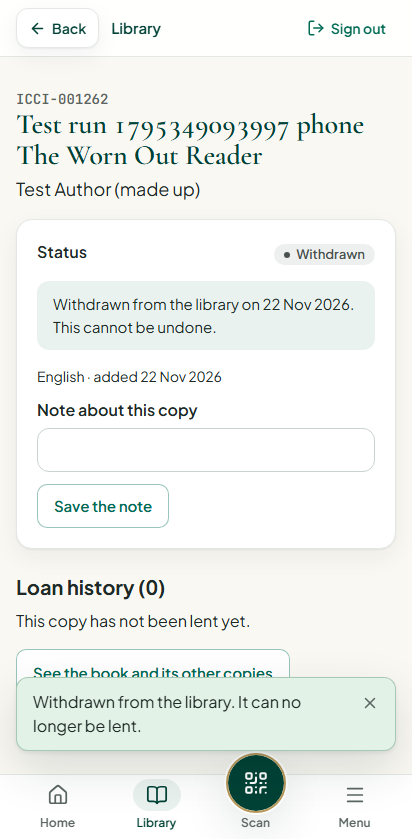 Back
Library
Sign out
ICCI-001262
Test run 1795349093997 phone
The Worn Out Reader
Test Author (made up)
Status
Withdrawn
Withdrawn from the library on 22 Nov 2026.
This cannot be undone.
English · added 22 Nov 2026
Note about this copy
Save the note
Loan history (0)
This copy has not been lent yet.
See the book and its other copies
Withdrawn from the library. It can no
longer be lent.
Home
Library
Scan
Menu